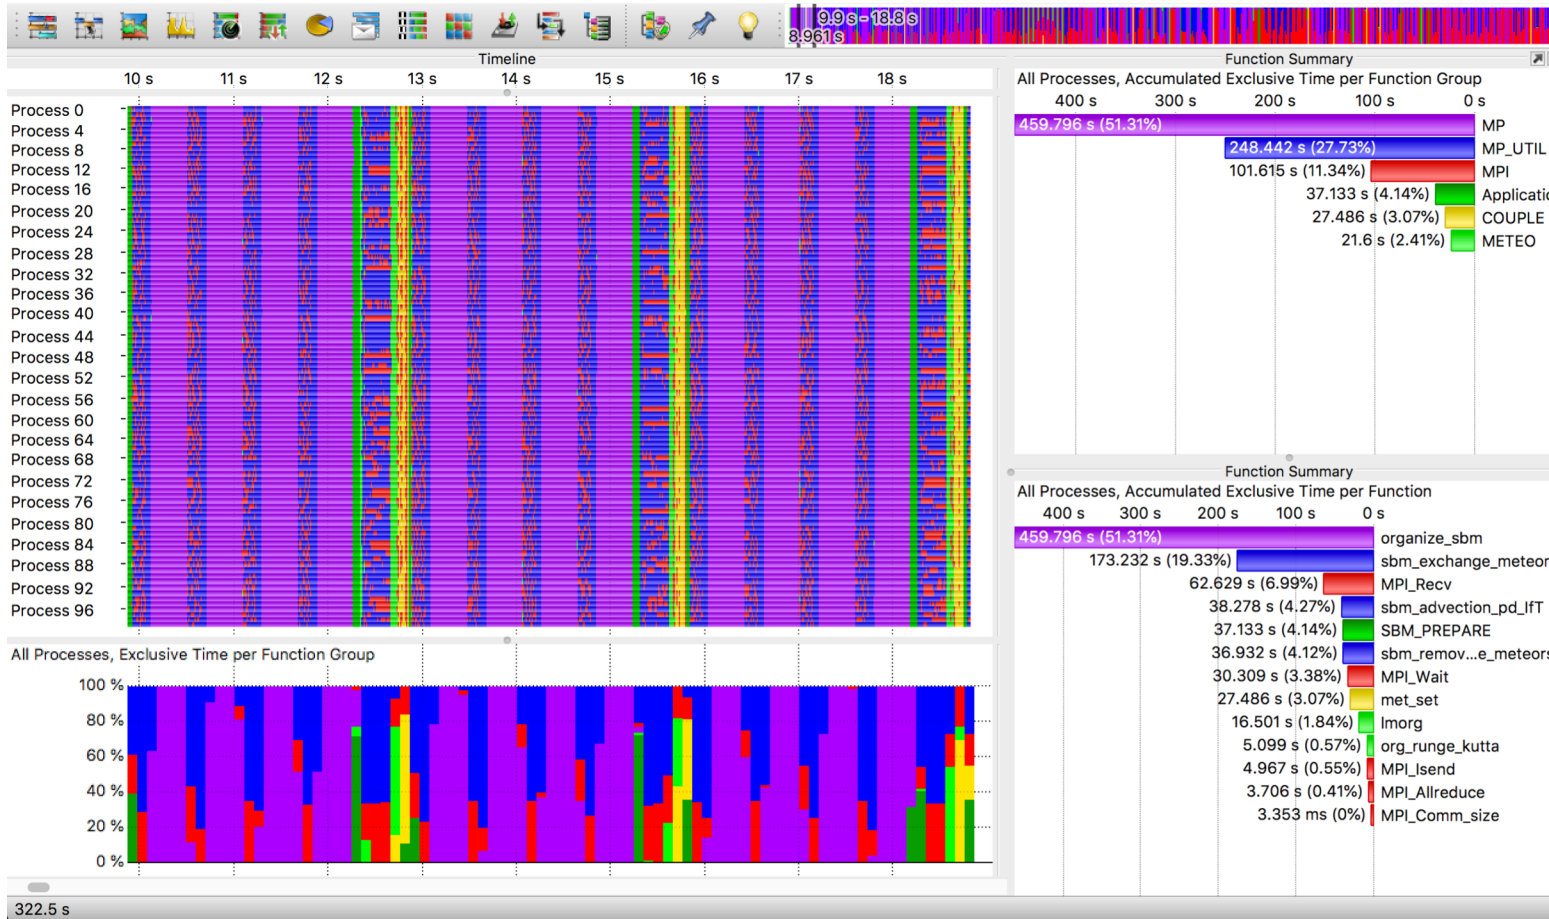 9.9 s - 18.8 s
8.961 s
Timeline
10 s 11 s 12 s 13 s 14 s 15 s 16 s 17 s 18 s
Process 0
Process 4
Process 8
Process 12
Process 16
Process 20
Process 24
Process 28
Process 32
Process 36
Process 40
Process 44
Process 48
Process 52
Process 56
Process 60
Process 64
Process 68
Process 72
Process 76
Process 80
Process 84
Process 88
Process 92
Process 96
All Processes, Exclusive Time per Function Group
100 %
80 %
60 %
40 %
20 %
0 %
322.5 s
Function Summary
All Processes, Accumulated Exclusive Time per Function Group
400 s 300 s 200 s 100 s 0 s
459.796 s (51.31%) MP
248.442 s (27.73%) MP_UTIL
101.615 s (11.34%) MPI
37.133 s (4.14%) Applicatio
27.486 s (3.07%) COUPLE
21.6 s (2.41%) METEO
Function Summary
All Processes, Accumulated Exclusive Time per Function
400 s 300 s 200 s 100 s 0 s
459.796 s (51.31%) organize_sbm
173.232 s (19.33%) sbm_exchange_meteor
62.629 s (6.99%) MPI_Recv
38.278 s (4.27%) sbm_advection_pd_lfT
37.133 s (4.14%) SBM_PREPARE
36.932 s (4.12%) sbm_remov...e_meteors
30.309 s (3.38%) MPI_Wait
27.486 s (3.07%) met_set
16.501 s (1.84%) lmorg
5.099 s (0.57%) org_runge_kutta
4.967 s (0.55%) MPI_Isend
3.706 s (0.41%) MPI_Allreduce
3.353 ms (0%) MPI_Comm_size